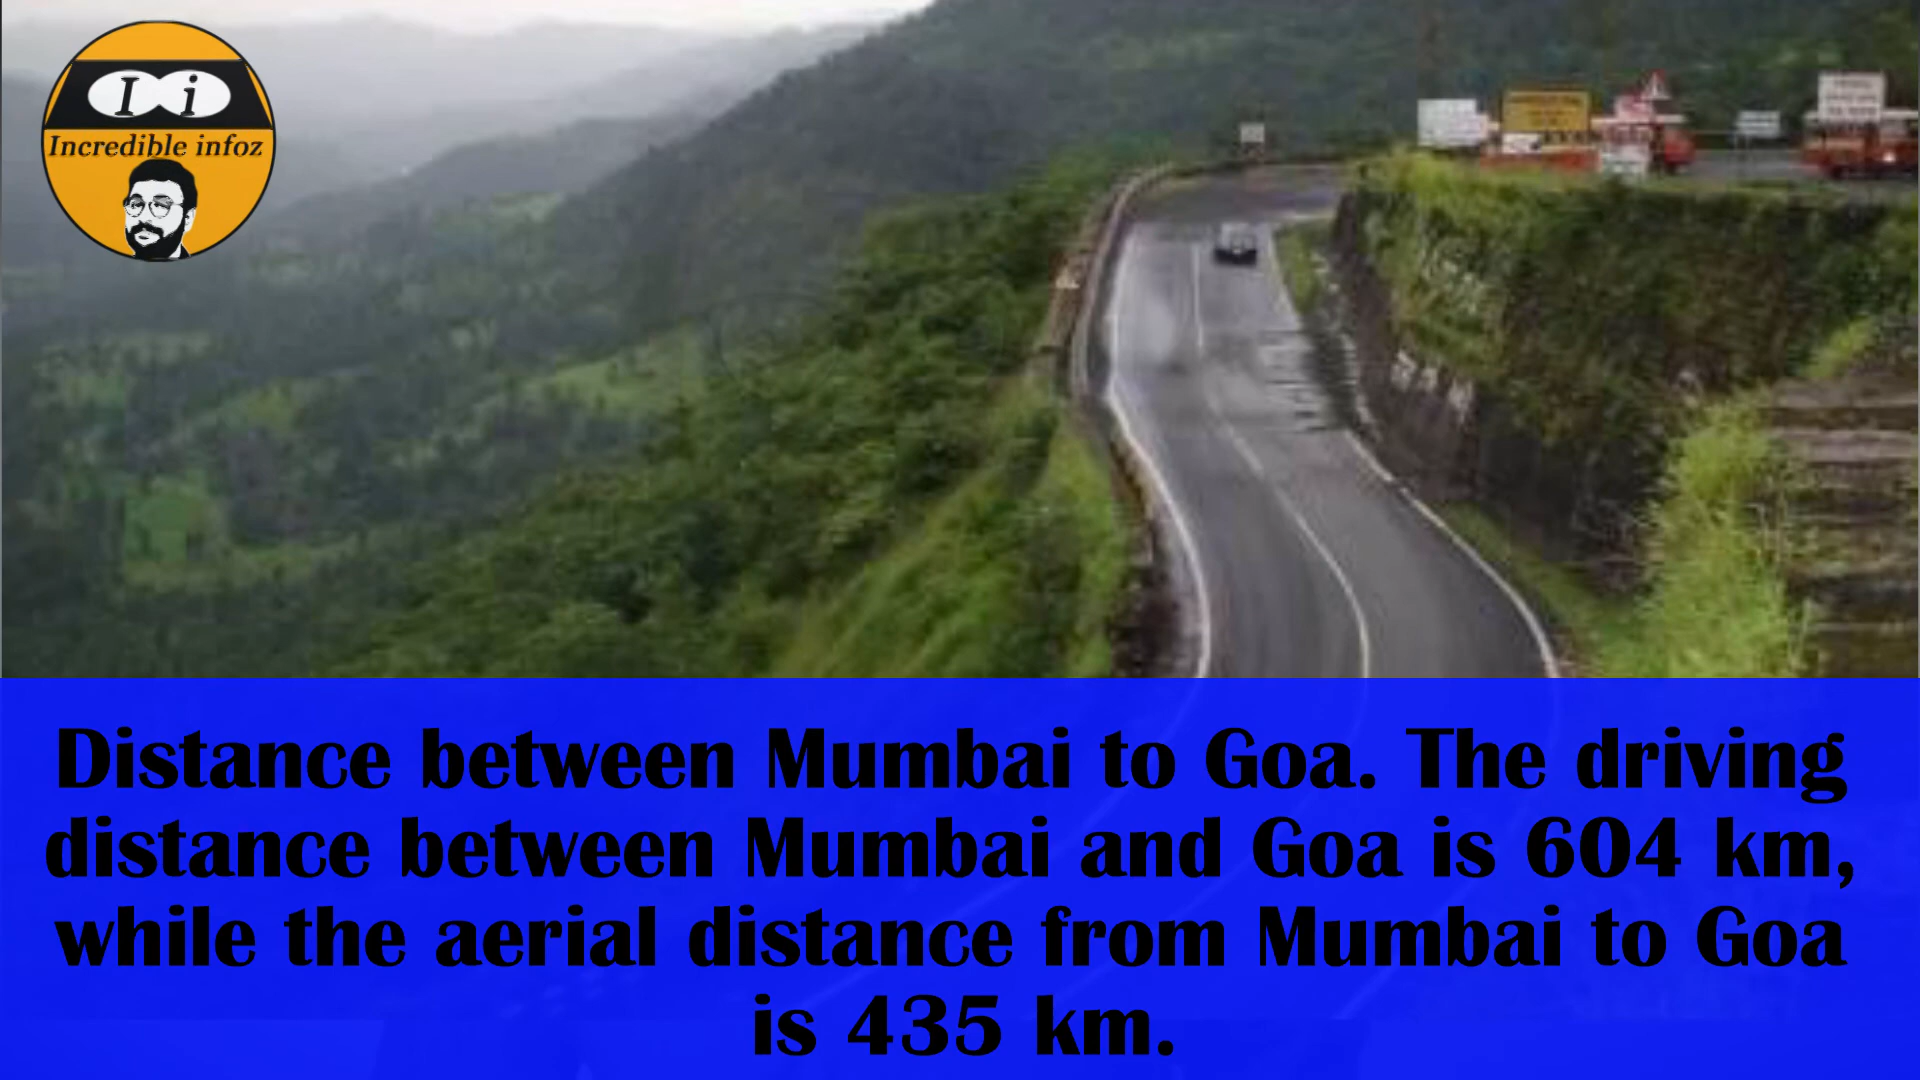 I i
Incredible infoz
Distance between Mumbai to Goa. The driving
distance between Mumbai and Goa is 604 km,
while the aerial distance from Mumbai to Goa
is 435 km.